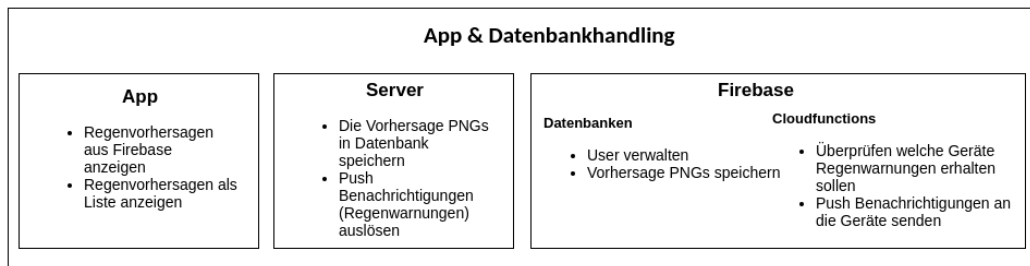 App & Datenbankhandling
App
• Regenvorhersagen
aus Firebase
anzeigen
• Regenvorhersagen als
Liste anzeigen
Server
• Die Vorhersage PNGs
in Datenbank
speichern
• Push
Benachrichtigungen
(Regenwarnungen)
auslösen
Firebase
Datenbanken
• User verwalten
• Vorhersage PNGs speichern
Cloudfunctions
• Überprüfen welche Geräte
Regenwarnungen erhalten
sollen
• Push Benachrichtigungen an
die Geräte senden